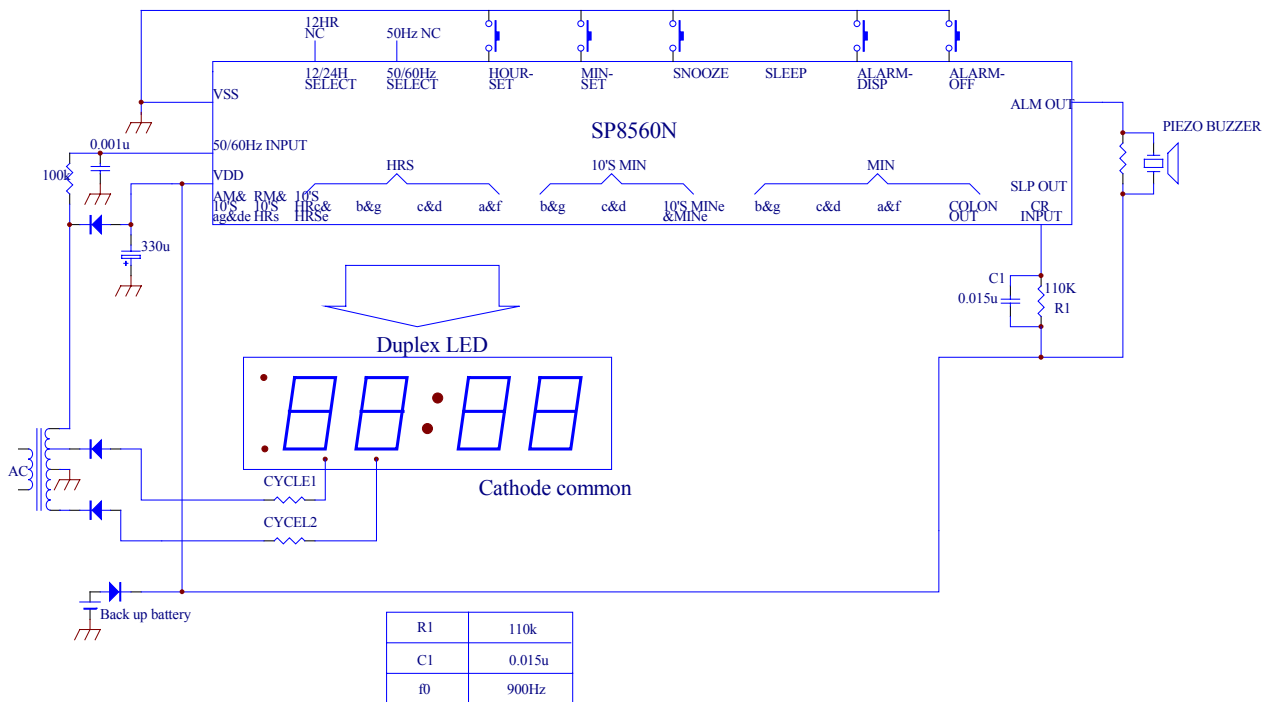 12HR
NC
50Hz NC
12/24H
SELECT
50/60Hz
SELECT
HOUR-
SET
MIN-
SET
SNOOZE
SLEEP
ALARM-
DISP
ALARM-
OFF
VSS
ALM OUT
SP8560N
PIEZO BUZZER
0.001u
50/60Hz INPUT
100k
VDD
HRS
10'S MIN
MIN
SLP OUT
AM&
10'S
ag&de
RM&
10'S
HRs
10'S
HRc&
HRSe
b&g
c&d
a&f
b&g
c&d
10'S MINe
&MINe
b&g
c&d
a&f
COLON
OUT
CR
INPUT
330u
+
C1
0.015u
110K
R1
Duplex LED
AC
CYCLE1
Cathode common
CYCEL2
Back up battery
R1 110k
C1 0.015u
f0 900Hz